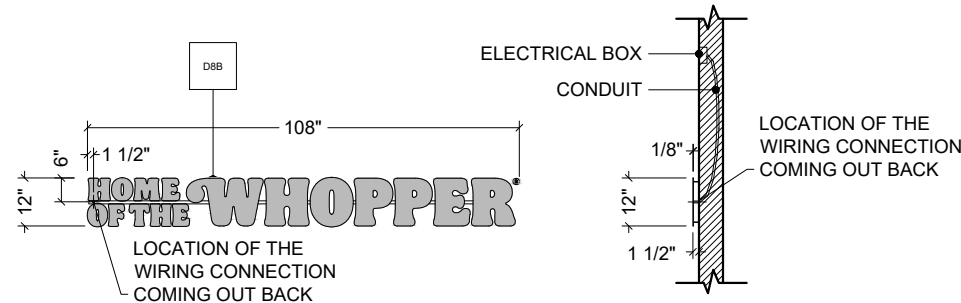 D8B
108"
1 1/2"
6"
12"
HOME
OF THE
WHOPPER®
LOCATION OF THE
WIRING CONNECTION
COMING OUT BACK
ELECTRICAL BOX
CONDUIT
LOCATION OF THE
WIRING CONNECTION
COMING OUT BACK
1/8"
12"
1 1/2"